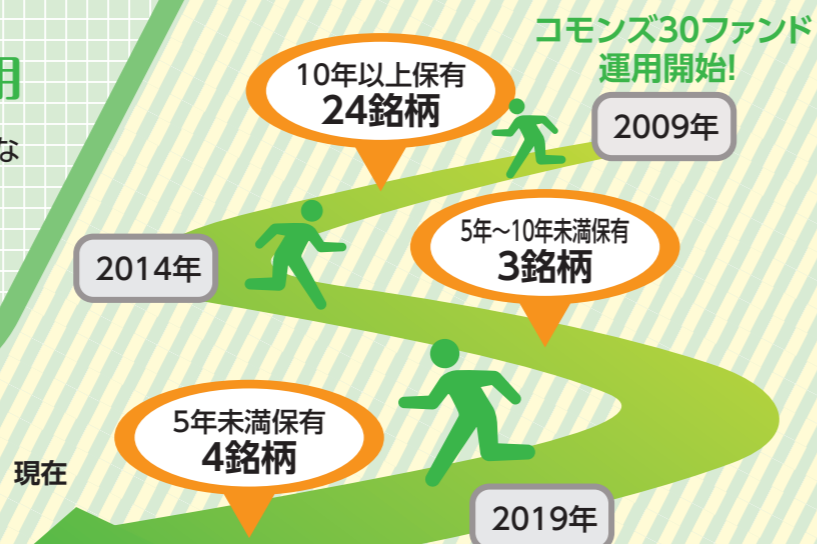 コモンズ30ファンド
運用開始!
2009年
10年以上保有
24銘柄
2014年
5年〜10年未満保有
3銘柄
2019年
5年未満保有
4銘柄
現在
な